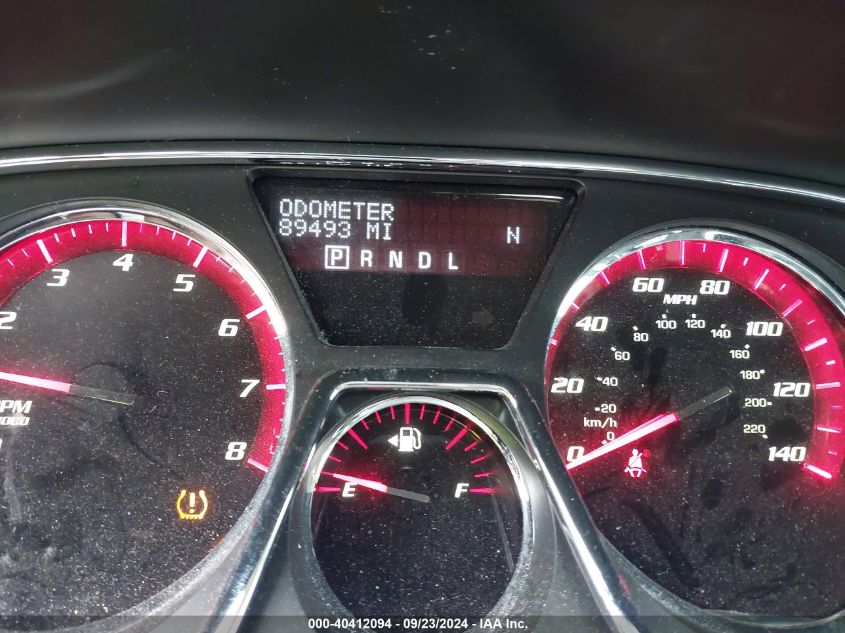 ODOMETER
89493 MI N
P R N D L
2 3 4 5 6 7 8
0 20 40 60 80 100 120 140
MPH
0 20 40 60 80 100 120 140 160 180 200 220
km/h
E F
000-40412094 - 09/23/2024 - IAA Inc.